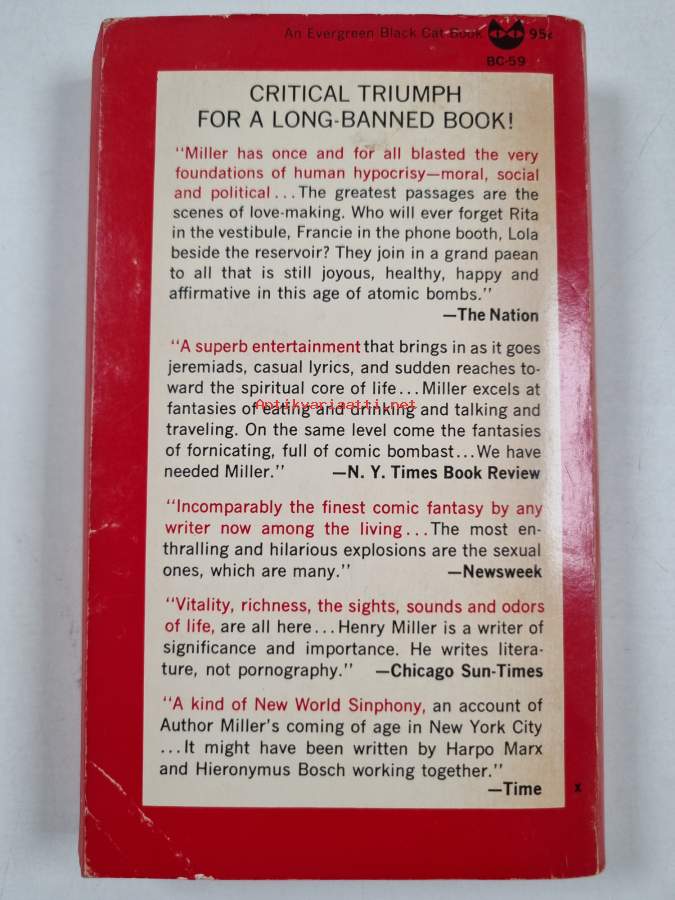 An Evergreen Black Cat Book 95¢
BC-59
CRITICAL TRIUMPH
FOR A LONG-BANNED BOOK!
"Miller has once and for all blasted the very
foundations of human hypocrisy—moral, social
and political...The greatest passages are the
scenes of love-making. Who will ever forget Rita
in the vestibule, Francie in the phone booth, Lola
beside the reservoir? They join in a grand paean
to all that is still joyous, healthy, happy and
affirmative in this age of atomic bombs."
—The Nation
"A superb entertainment that brings in as it goes
jeremiads, casual lyrics, and sudden reaches to-
ward the spiritual core of life...Miller excels at
fantasies of eating and drinking and talking and
Antikvariaatti.net
traveling. On the same level come the fantasies
of fornicating, full of comic bombast...We have
needed Miller." —N. Y. Times Book Review
"Incomparably the finest comic fantasy by any
writer now among the living...The most en-
thralling and hilarious explosions are the sexual
ones, which are many." —Newsweek
"Vitality, richness, the sights, sounds and odors
of life, are all here...Henry Miller is a writer of
significance and importance. He writes litera-
ture, not pornography." —Chicago Sun-Times
"A kind of New World Sinphony, an account of
Author Miller's coming of age in New York City
...It might have been written by Harpo Marx
and Hieronymus Bosch working together."
—Time
X